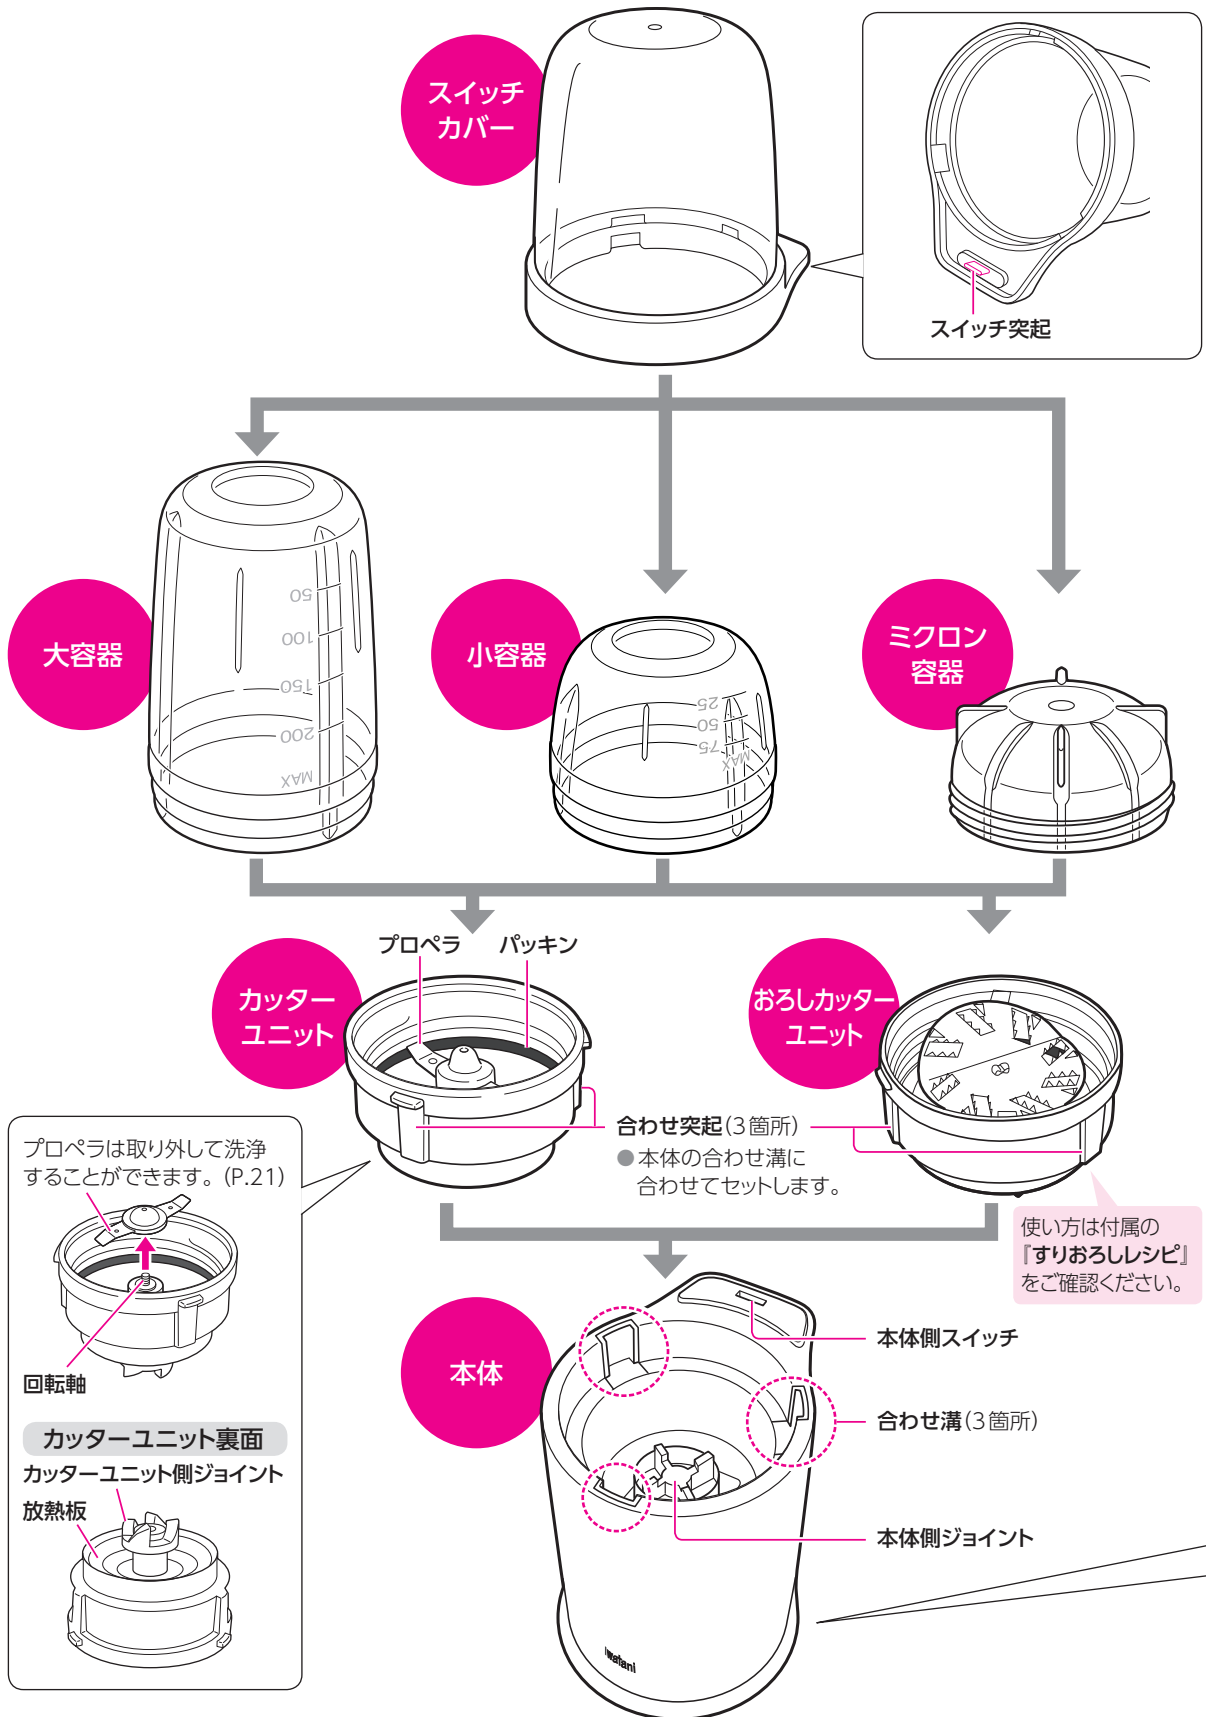 スイッチ
カバー
スイッチ突起
大容器
50
100
150
200
MAX
小容器
25
50
75
MAX
ミクロン
容器
プロペラ
パッキン
カッター
ユニット
おろしカッター
ユニット
合わせ突起(3箇所)
●本体の合わせ溝に
合わせてセットします。
使い方は付属の
『すりおろしレシピ』
をご確認ください。
プロペラは取り外して洗浄
することができます。(P.21)
回転軸
カッターユニット裏面
カッターユニット側ジョイント
放熱板
本体
本体側スイッチ
合わせ溝(3箇所)
本体側ジョイント
iwatani